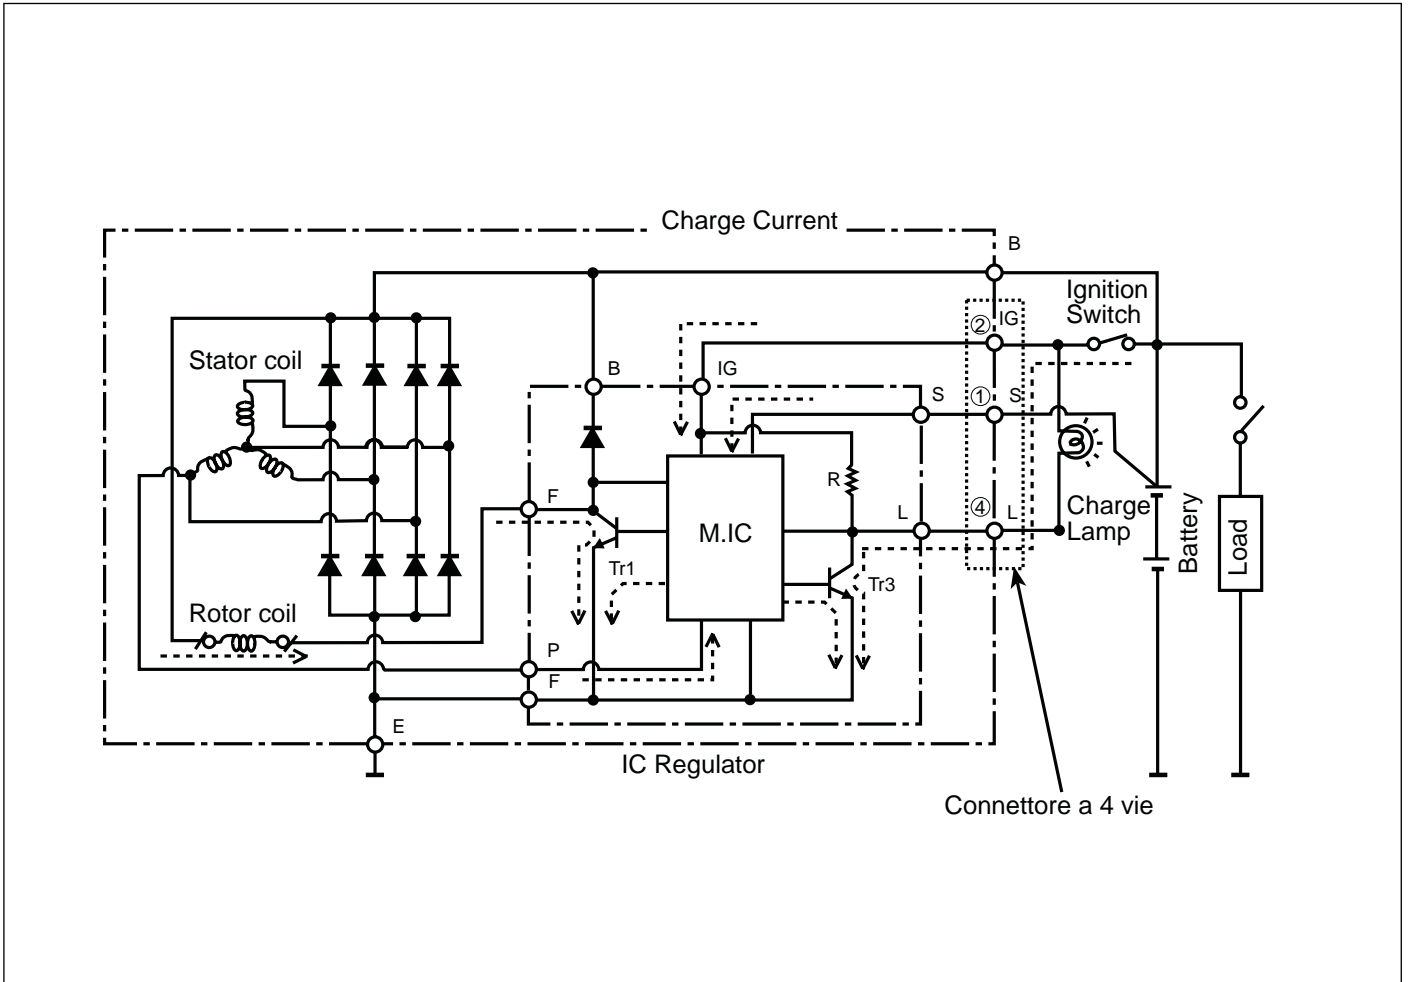 Charge Current
B
Ignition
Switch
② IG
Stator coil
B
IG
S
① S
R
F
L
④ L
M.IC
Charge
Lamp
Battery
Load
Tr1
Tr3
Rotor coil
P
F
E
IC Regulator
Connettore a 4 vie